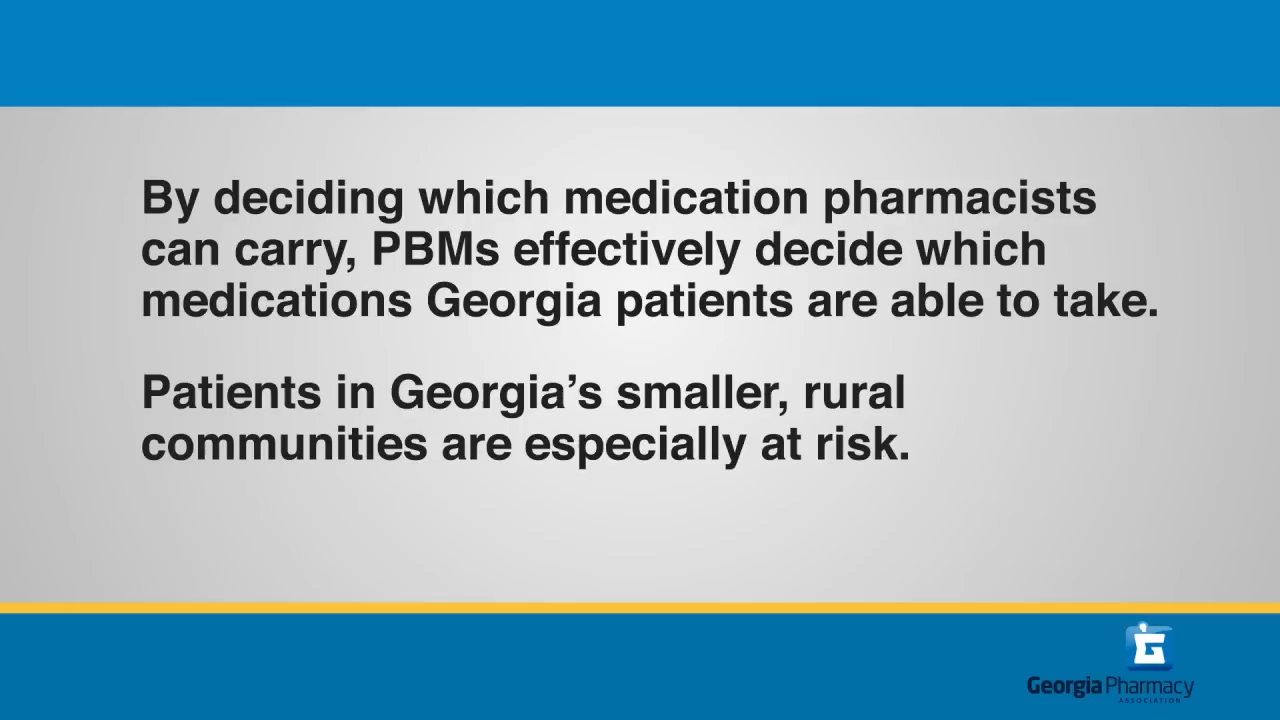 By deciding which medication pharmacists
can carry, PBMs effectively decide which
medications Georgia patients are able to take.
Patients in Georgia’s smaller, rural
communities are especially at risk.
G
Georgia Pharmacy
ASSOCIATION